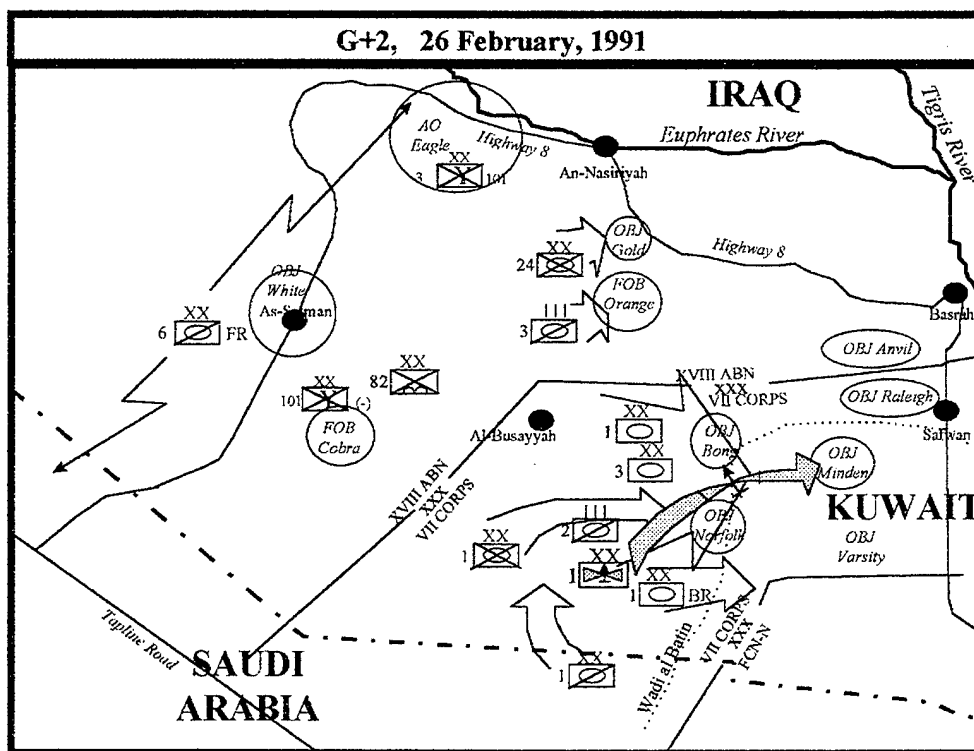 G+2, 26 February, 1991
IRAQ
Tigris River
Euphrates River
AO
Eagle
Highway 8
XX
3 101
An-Nasiriyah
OBJ
Gold
Highway 8
XX
24
FOB
Orange
III
3
OBJ
White
As-Salman
XX
6 FR
Basrah
OBJ Anvil
XX
82
XX
101 (-)
FOB
Cobra
XVIII ABN
XXX
VII CORPS
OBJ Raleigh
Safwan
Al-Busayyah
XX
1
XX
3
OBJ
Bong
OBJ
Minden
XVIII ABN
XXX
VII CORPS
KUWAIT
OBJ
Norfolk
OBJ
Varsity
III
2
XX
1
XX
1
XX
1 BR
VII CORPS
XXX
FCN-N
Wadi al Batin
XX
1
Tapline Road
SAUDI
ARABIA